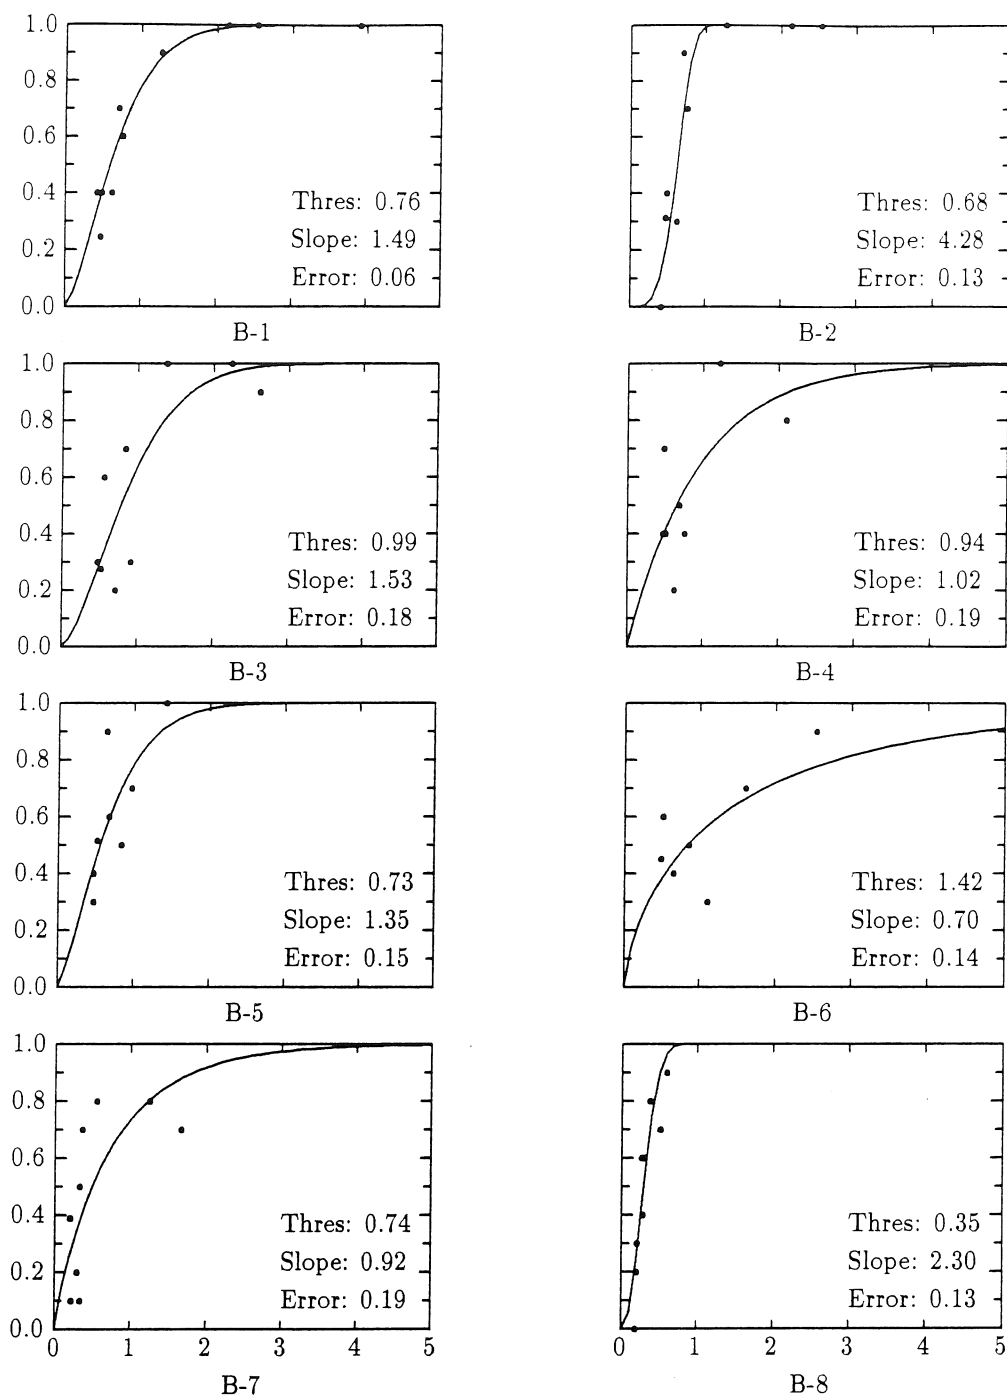 1.0
0.8
0.6
0.4
0.2
0.0
Thres: 0.76
Slope: 1.49
Error: 0.06
B-1
Thres: 0.68
Slope: 4.28
Error: 0.13
B-2
1.0
0.8
0.6
0.4
0.2
0.0
Thres: 0.99
Slope: 1.53
Error: 0.18
B-3
Thres: 0.94
Slope: 1.02
Error: 0.19
B-4
1.0
0.8
0.6
0.4
0.2
0.0
Thres: 0.73
Slope: 1.35
Error: 0.15
B-5
Thres: 1.42
Slope: 0.70
Error: 0.14
B-6
1.0
0.8
0.6
0.4
0.2
0.0
Thres: 0.74
Slope: 0.92
Error: 0.19
0 1 2 3 4 5
B-7
Thres: 0.35
Slope: 2.30
Error: 0.13
0 1 2 3 4 5
B-8